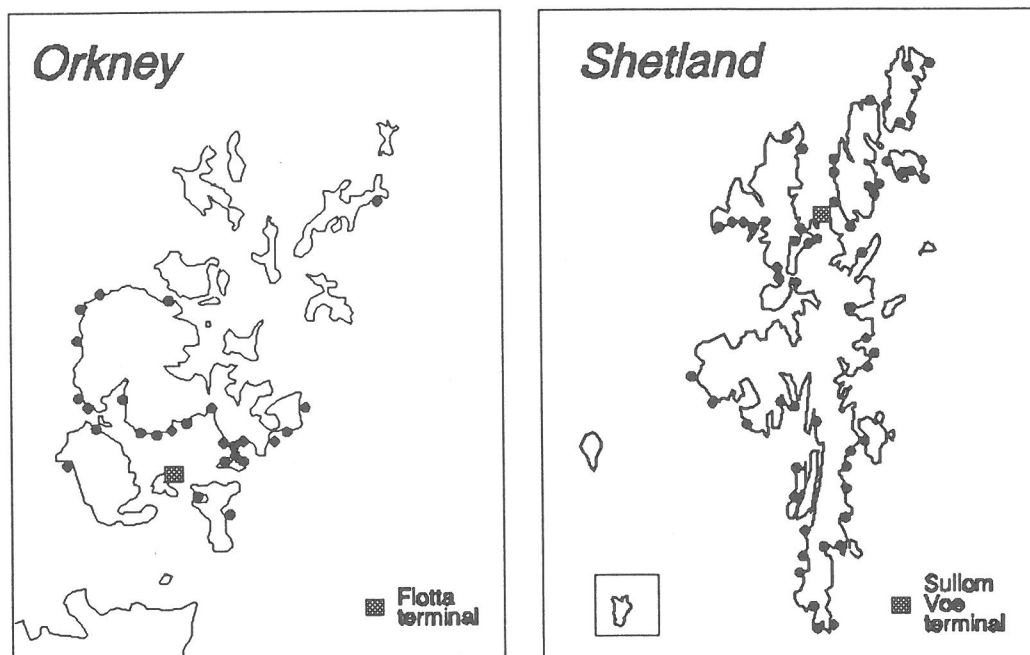 Orkney
Flotta
terminal
Shetland
Sullom
Voe
terminal